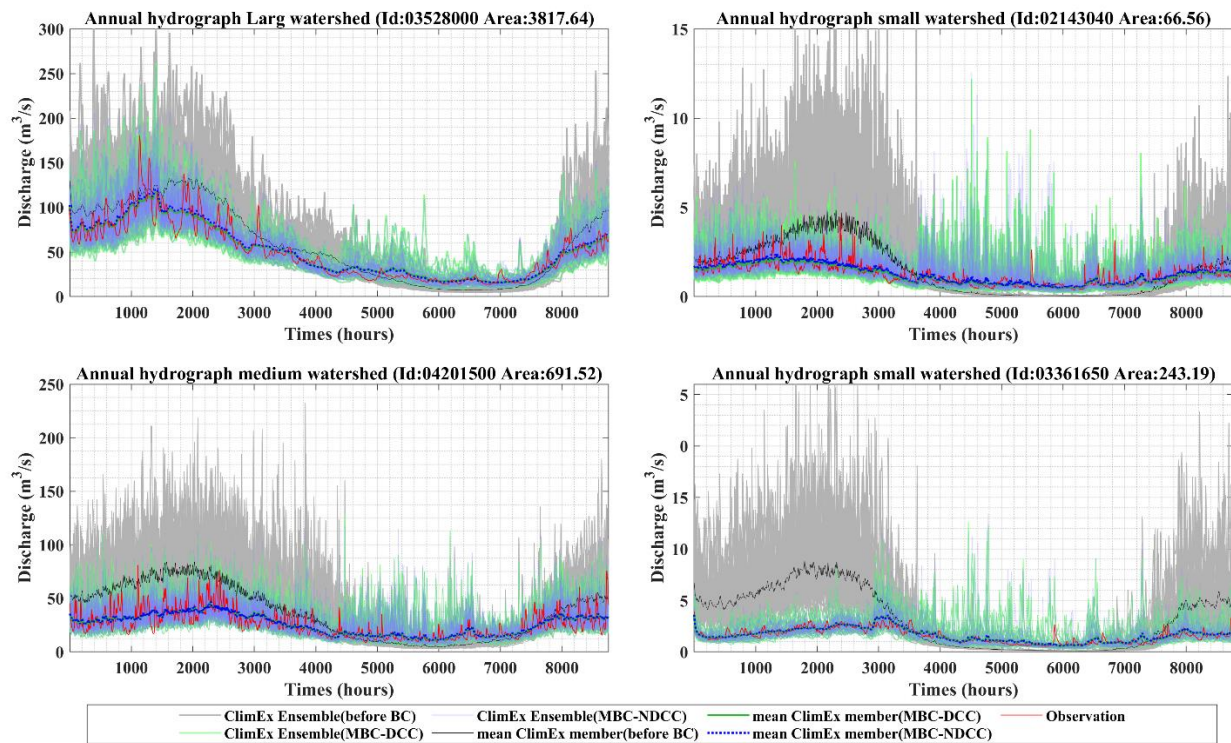 Annual hydrograph Larg watershed (Id:03528000 Area:3817.64)
300
250
200
150
100
50
0
Discharge (m³/s)
1000 2000 3000 4000 5000 6000 7000 8000
Times (hours)
Annual hydrograph small watershed (Id:02143040 Area:66.56)
15
10
5
0
Discharge (m³/s)
1000 2000 3000 4000 5000 6000 7000 8000
Times (hours)
Annual hydrograph medium watershed (Id:04201500 Area:691.52)
250
200
150
100
50
0
Discharge (m³/s)
1000 2000 3000 4000 5000 6000 7000 8000
Times (hours)
Annual hydrograph small watershed (Id:03361650 Area:243.19)
5
0
15
10
5
0
Discharge (m³/s)
1000 2000 3000 4000 5000 6000 7000 8000
Times (hours)
ClimEx Ensemble(before BC) ClimEx Ensemble(MBC-NDCC) mean ClimEx member(MBC-DCC) Observation
ClimEx Ensemble(MBC-DCC) mean ClimEx member(before BC) mean ClimEx member(MBC-NDCC)